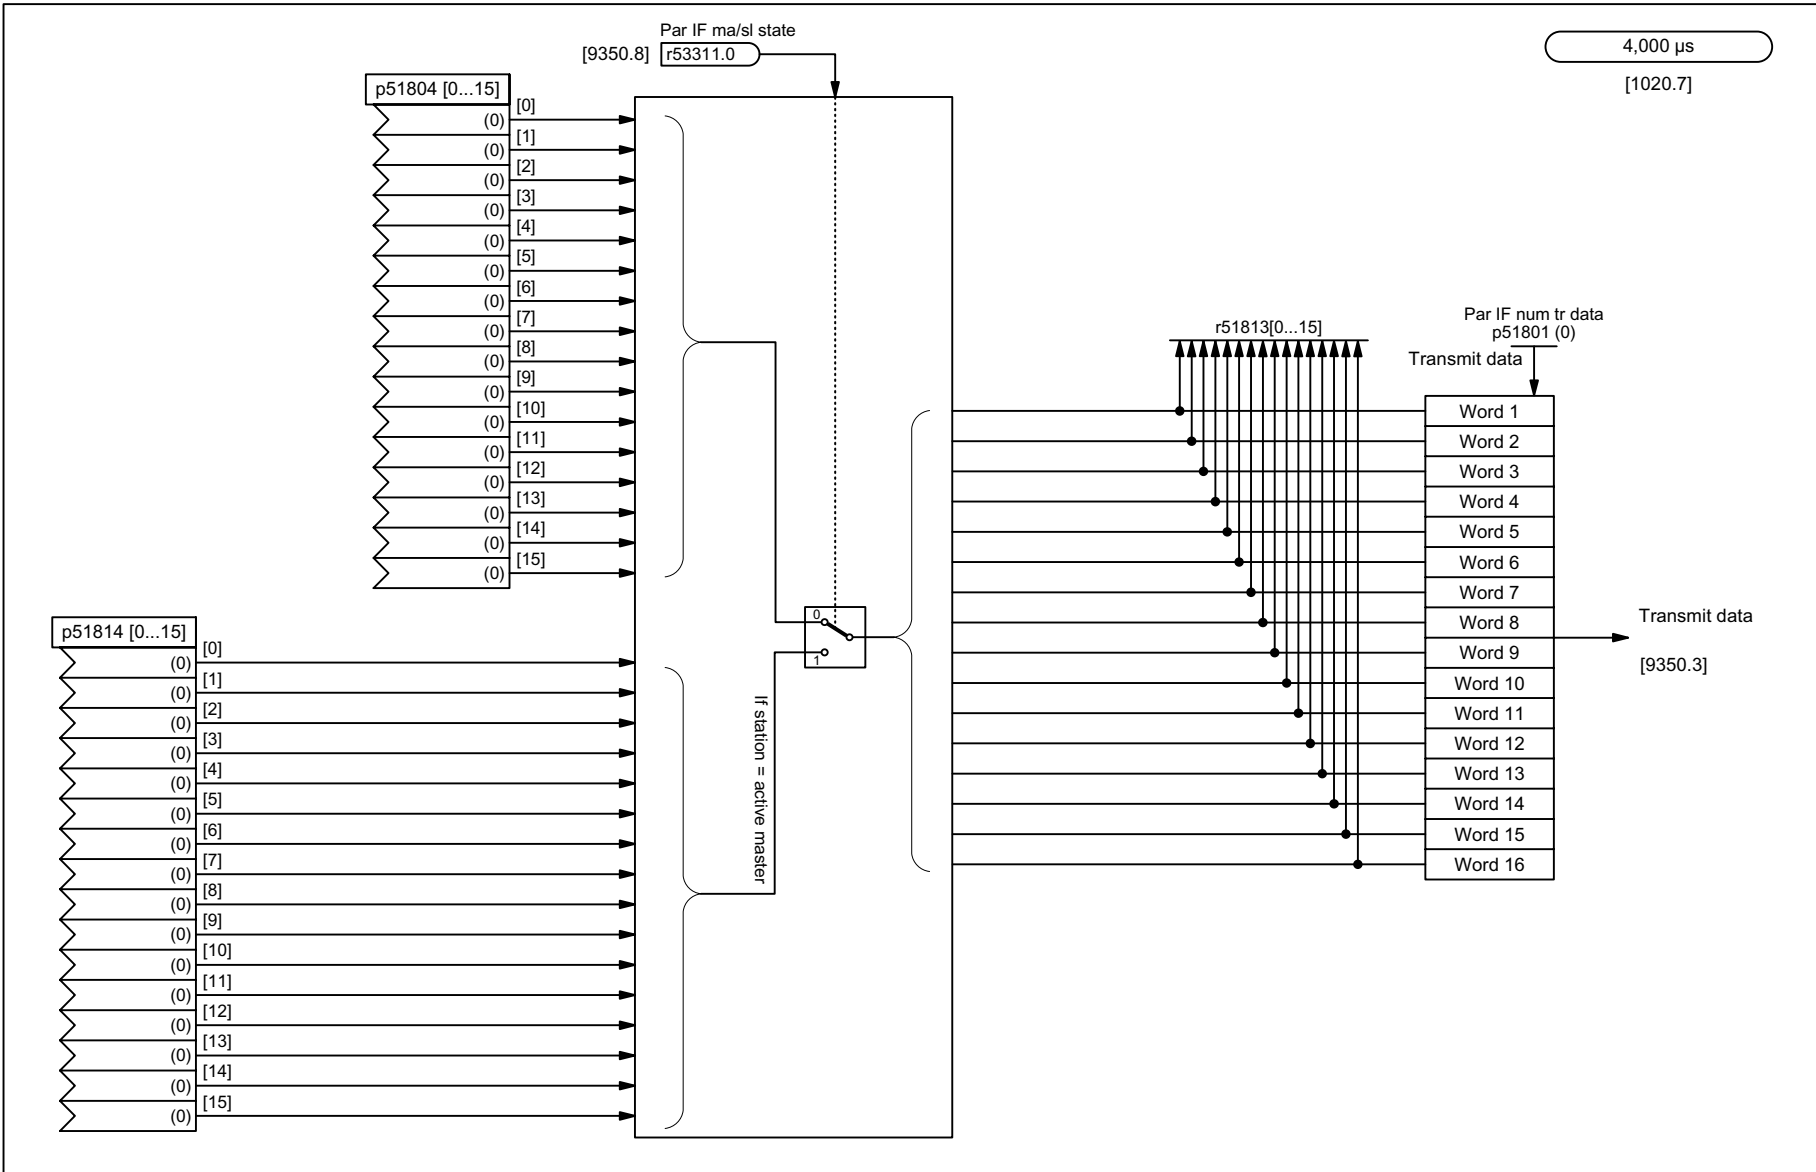 Par IF ma/sl state
[9350.8] r53311.0
4,000 µs
[1020.7]
p51804 [0...15]
(0) [0]
(0) [1]
(0) [2]
(0) [3]
(0) [4]
(0) [5]
(0) [6]
(0) [7]
(0) [8]
(0) [9]
(0) [10]
(0) [11]
(0) [12]
(0) [13]
(0) [14]
(0) [15]
p51814 [0...15]
(0) [0]
(0) [1]
(0) [2]
(0) [3]
(0) [4]
(0) [5]
(0) [6]
(0) [7]
(0) [8]
(0) [9]
(0) [10]
(0) [11]
(0) [12]
(0) [13]
(0) [14]
(0) [15]
0
1
If station = active master
r51813[0...15]
Par IF num tr data
p51801 (0)
Transmit data
Word 1
Word 2
Word 3
Word 4
Word 5
Word 6
Word 7
Word 8
Word 9
Word 10
Word 11
Word 12
Word 13
Word 14
Word 15
Word 16
Transmit data
[9350.3]